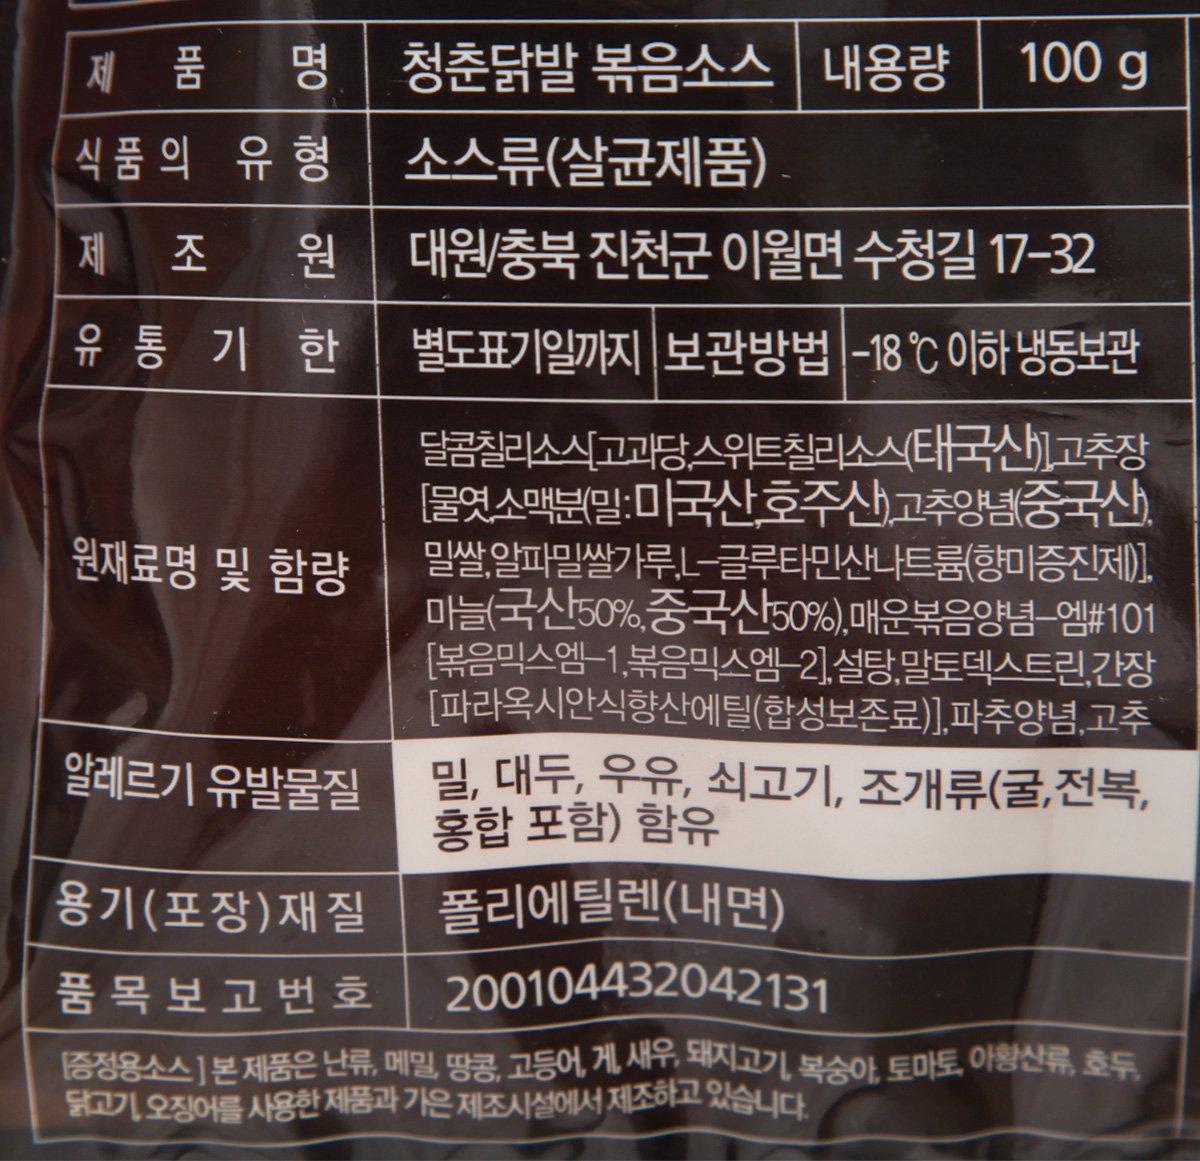 제품명 청춘닭발 볶음소스 내용량 100 g
식품의 유형 소스류(살균제품)
제조원 대원/충북 진천군 이월면 수청길 17-32
유통기한 별도표기일까지 보관방법 -18℃ 이하 냉동보관
원재료명 및 함량
달콤칠리소스[고과당,스위트칠리소스(태국산)],고추장
[물엿,소맥분(밀:미국산,호주산),고추양념(중국산),
밀쌀,알파밀쌀가루,L-글루타민산나트륨(향미증진제)],
마늘(국산50%,중국산50%),매운볶음양념-엠#101
[볶음믹스엠-1,볶음믹스엠-2],설탕,말토덱스트린,간장
[파라옥시안식향산에틸(합성보존료)],파추양념,고추
알레르기 유발물질
밀, 대두, 우유, 쇠고기, 조개류(굴,전복,
홍합 포함) 함유
용기(포장)재질 폴리에틸렌(내면)
품목보고번호 200104432042131
[증정용소스] 본 제품은 난류, 메밀, 땅콩, 고등어, 게, 새우, 돼지고기, 복숭아, 토마토, 아황산류, 호두,
닭고기, 오징어를 사용한 제품과 가은 제조시설에서 제조하고 있습니다.